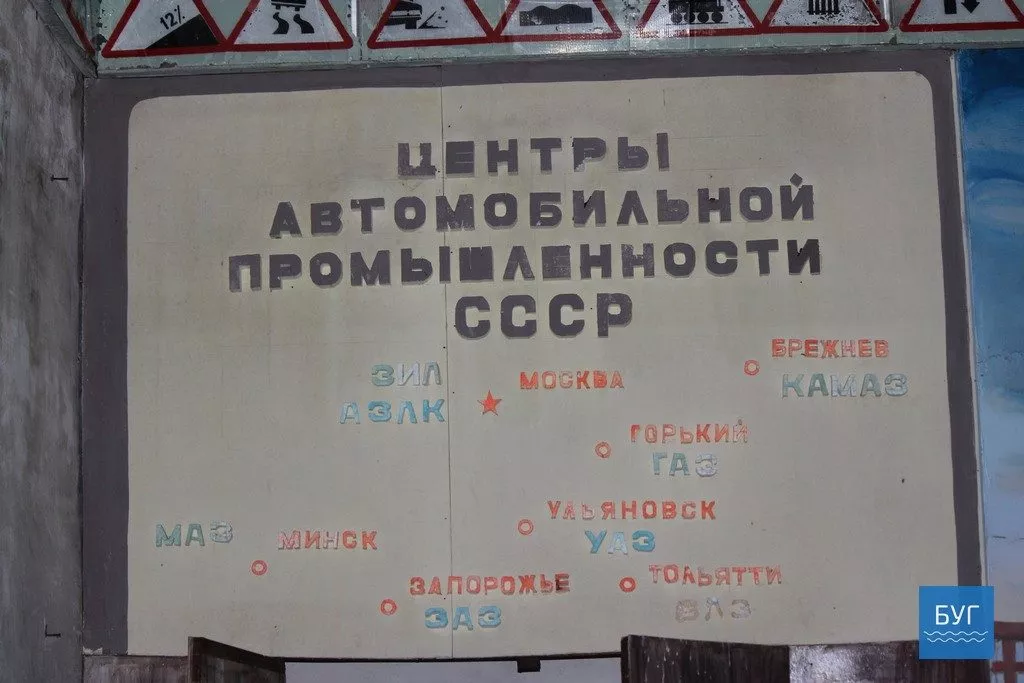 12%
ЦЕНТРЫ
АВТОМОБИЛЬНОЙ
ПРОМЫШЛЕННОСТИ
СССР
БРЕЖНЕВ
КАМАЗ
ЗИЛ
МОСКВА
АЗЛК
ГОРЬКИЙ
ГАЗ
УЛЬЯНОВСК
УАЗ
МАЗ
МИНСК
ЗАПОРОЖЬЕ
ЗАЗ
ТОЛЬЯТТИ
ВАЗ
БУГ